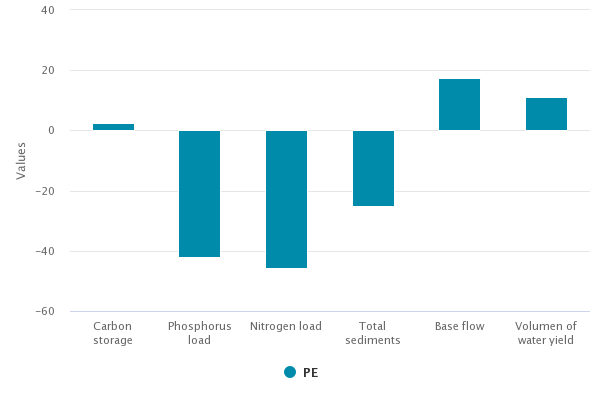 40
20
0
−20
−40
−60
Values
Carbon
storage
Phosphorus
load
Nitrogen load
Total
sediments
Base flow
Volumen of
water yield
PE